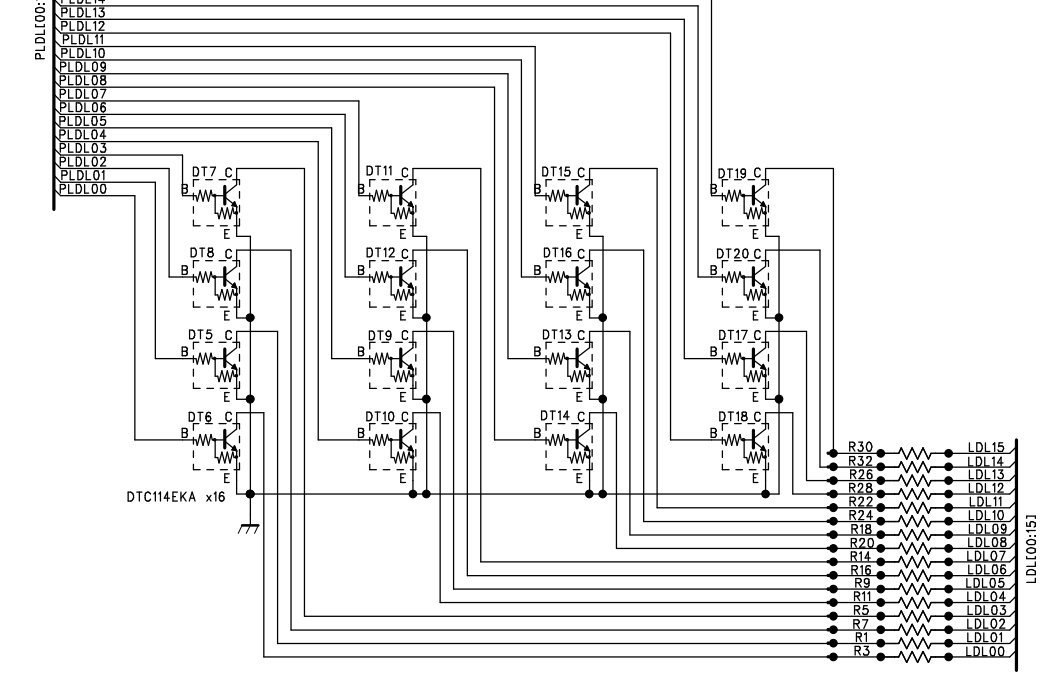 PLDL[00:
PLDL14
PLDL13
PLDL12
PLDL11
PLDL10
PLDL09
PLDL08
PLDL07
PLDL06
PLDL05
PLDL04
PLDL03
PLDL02
PLDL01
PLDL00
DT7 C
B
E
DT11 C
B
E
DT15 C
B
E
DT19 C
B
E
DT8 C
B
E
DT12 C
B
E
DT16 C
B
E
DT20 C
B
E
DT5 C
B
E
DT9 C
B
E
DT13 C
B
E
DT17 C
B
E
DT6 C
B
E
DT10 C
B
E
DT14 C
B
E
DT18 C
B
E
DTC114EKA x16
R30 LDL15
R32 LDL14
R26 LDL13
R28 LDL12
R22 LDL11
R24 LDL10
R18 LDL09
R20 LDL08
R14 LDL07
R16 LDL06
R9 LDL05
R11 LDL04
R5 LDL03
R7 LDL02
R1 LDL01
R3 LDL00
LDL[00:15]